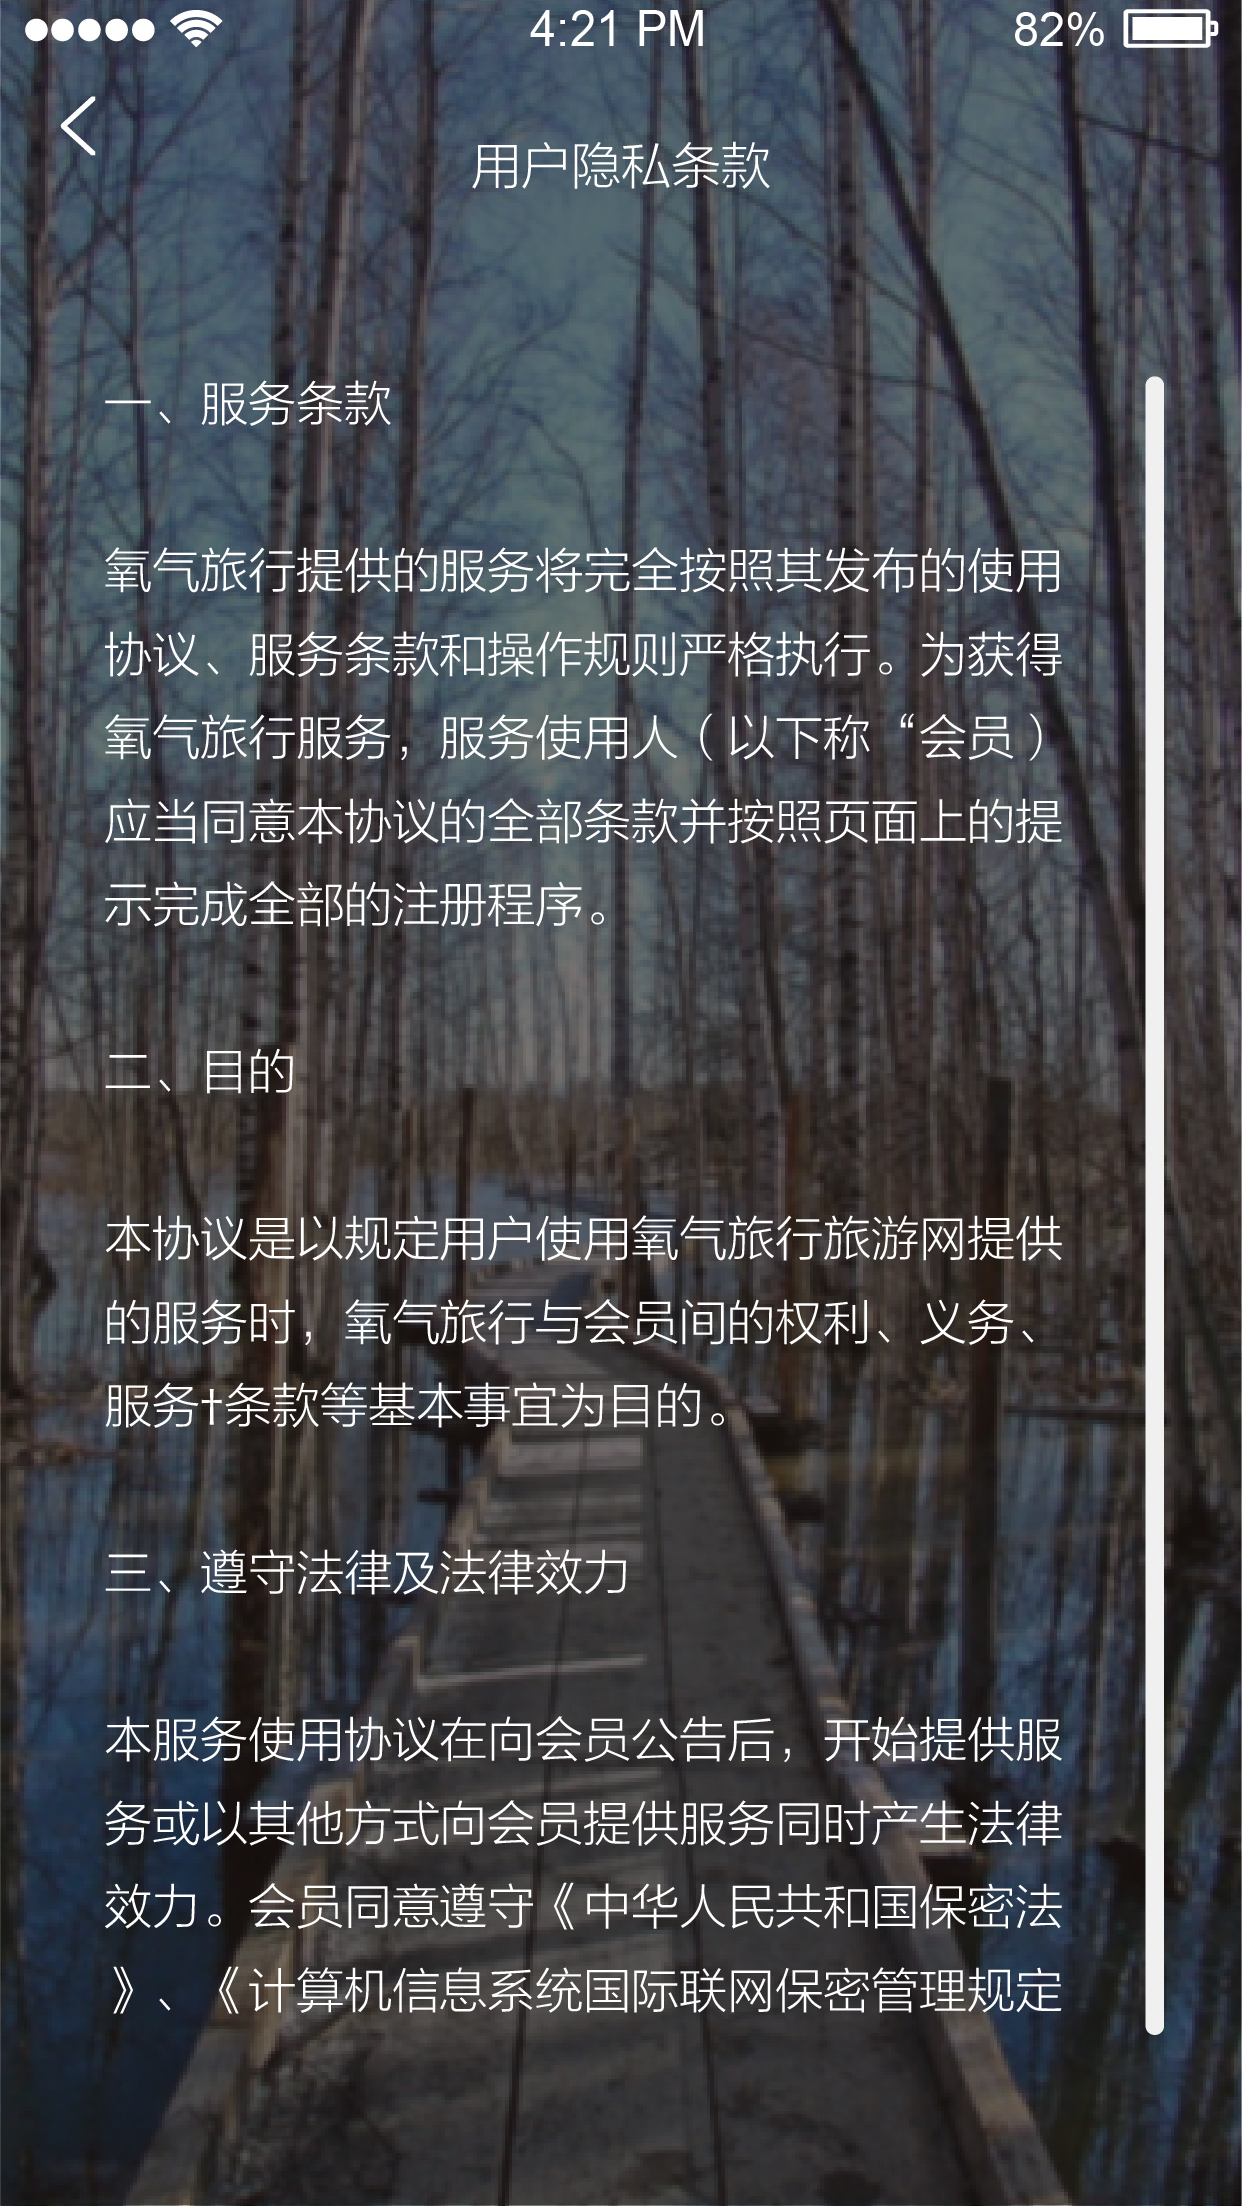 4:21 PM
82%
用户隐私条款
一、服务条款
氧气旅行提供的服务将完全按照其发布的使用
协议、服务条款和操作规则严格执行。为获得
氧气旅行服务，服务使用人（以下称“会员）
应当同意本协议的全部条款并按照页面上的提
示完成全部的注册程序。
二、目的
本协议是以规定用户使用氧气旅行旅游网提供
的服务时，氧气旅行与会员间的权利、义务、
服务†条款等基本事宜为目的。
三、遵守法律及法律效力
本服务使用协议在向会员公告后，开始提供服
务或以其他方式向会员提供服务同时产生法律
效力。会员同意遵守《中华人民共和国保密法
》、《计算机信息系统国际联网保密管理规定